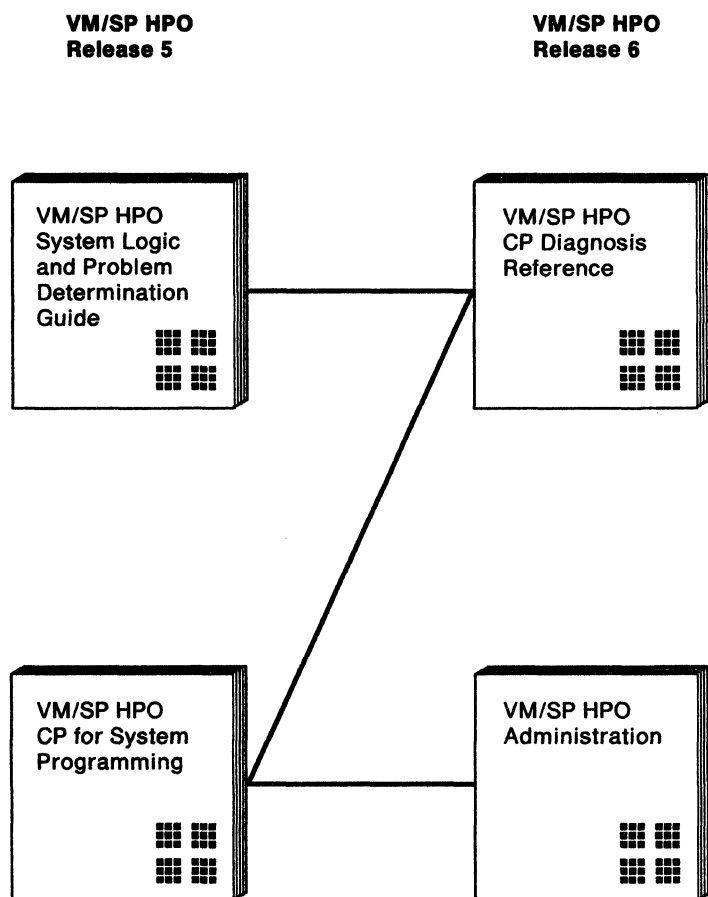 VM/SP HPO
Release 5
VM/SP HPO
Release 6
VM/SP HPO
System Logic
and Problem
Determination
Guide
VM/SP HPO
CP Diagnosis
Reference
VM/SP HPO
CP for System
Programming
VM/SP HPO
Administration